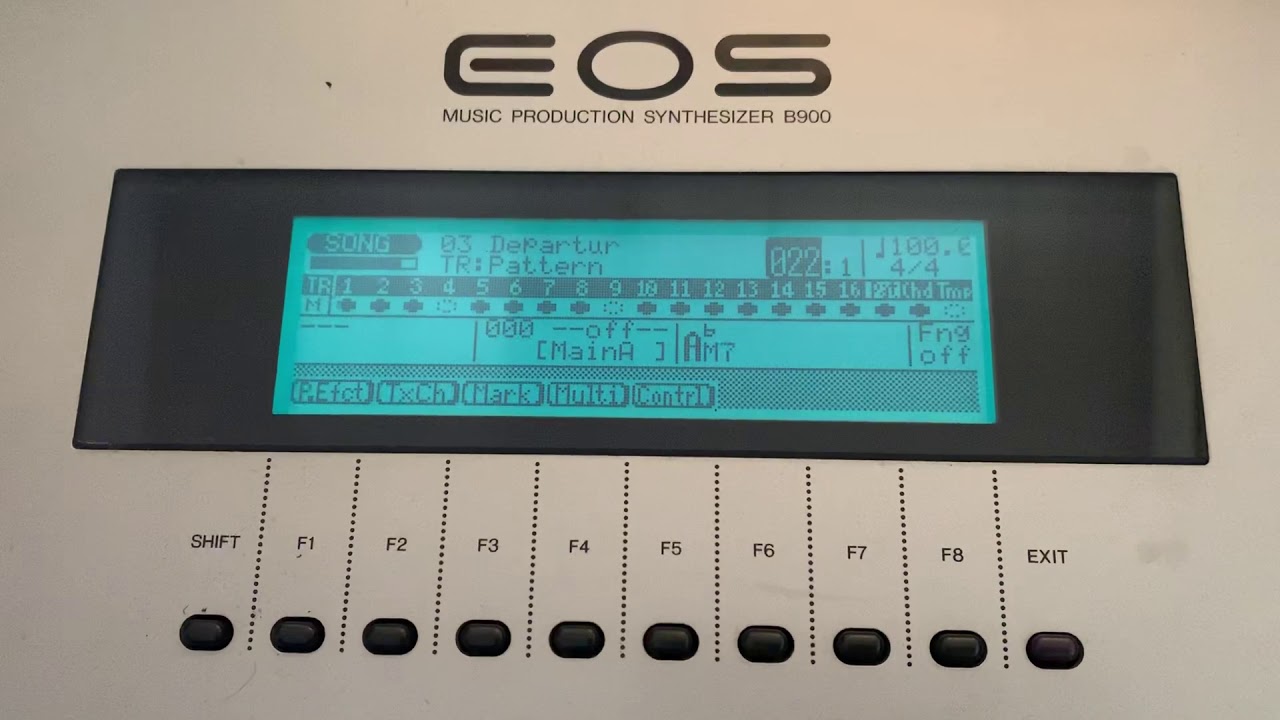 EOS
MUSIC PRODUCTION SYNTHESIZER B900
SONG 03 Departur 022:1 ♩100.0
TR:Pattern 4/4
TR 1 2 3 4 5 6 7 8 9 10 11 12 13 14 15 16 Chd Tmp
--- 000 --off-- A♭M7 Fng
[MainA ] off
R.Efct TxCh Mark Multi Contrl
SHIFT F1 F2 F3 F4 F5 F6 F7 F8 EXIT